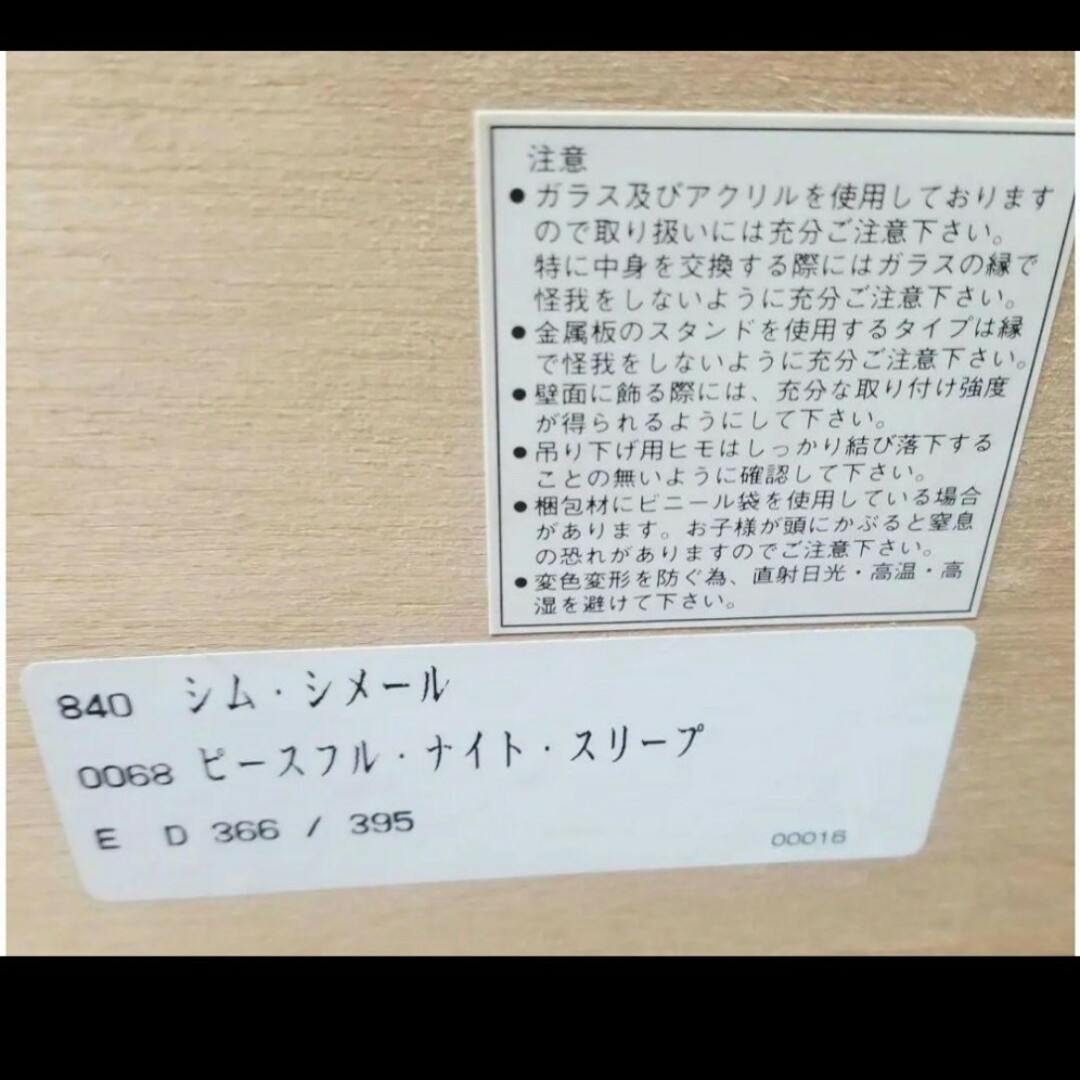 注意
●ガラス及びアクリルを使用しております
ので取り扱いには充分ご注意下さい。
特に中身を交換する際にはガラスの縁で
怪我をしないように充分ご注意下さい。
●金属板のスタンドを使用するタイプは縁
で怪我をしないように充分ご注意下さい。
●壁面に飾る際には、充分な取り付け強度
が得られるようにして下さい。
●吊り下げ用ヒモはしっかり結び落下する
ことの無いように確認して下さい。
●梱包材にビニール袋を使用している場合
があります。お子様が頭にかぶると窒息
の恐れがありますのでご注意下さい。
●変色変形を防ぐ為、直射日光・高温・高
湿を避けて下さい。
840 シム・シメール
0068 ピースフル・ナイト・スリープ
E D 366 / 395
00016